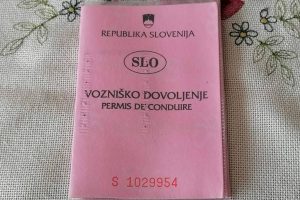 REPUBLIKA SLOVENIJA
SLO
VOZNIŠKO DOVOLJENJE
PERMIS DE CONDUIRE
S 1029954